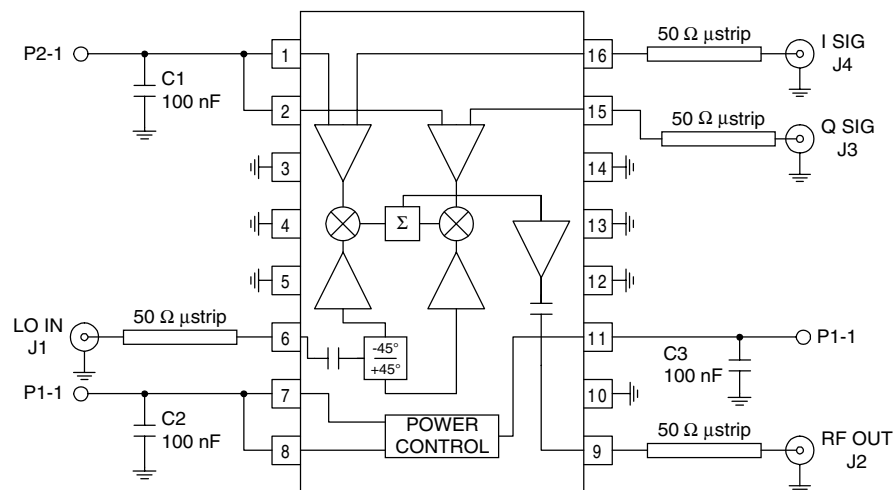 P2-1
C1
100 nF
1
2
3
4
5
LO IN
J1
50 Ω µstrip
6
P1-1
C2
100 nF
7
8
Σ
-45°
+45°
POWER
CONTROL
16
50 Ω µstrip
I SIG
J4
15
50 Ω µstrip
Q SIG
J3
14
13
12
11
P1-1
C3
100 nF
10
9
50 Ω µstrip
RF OUT
J2